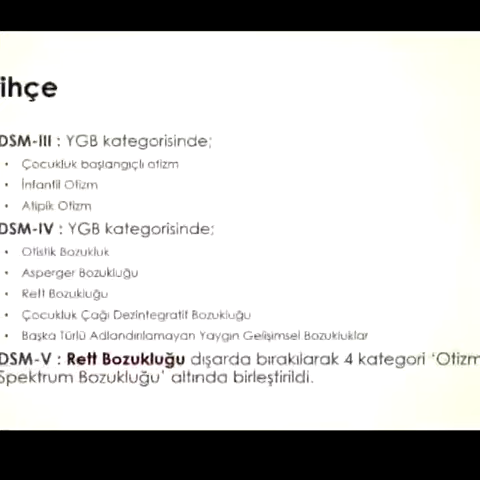 ihçe
DSM-III : YGB kategorisinde;
• Çocukluk başlangıçlı otizm
• İnfantil Otizm
• Atipik Otizm
DSM-IV : YGB kategorisinde;
• Otistik Bozukluk
• Asperger Bozukluğu
• Rett Bozukluğu
• Çocukluk Çağı Dezintegratif Bozukluğu
• Başka Türlü Adlandırılamayan Yaygın Gelişimsel Bozukluklar
DSM-V : Rett Bozukluğu dışarda bırakılarak 4 kategori ‘Otizm
Spektrum Bozukluğu’ altında birleştirildi.